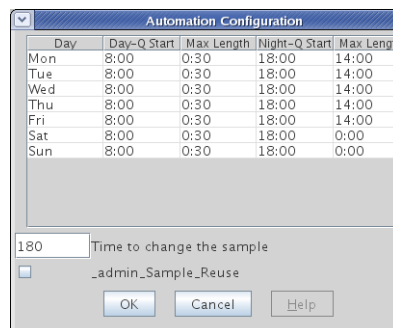 Automation Configuration
Day Day-Q Start Max Length Night-Q Start Max Leng
Mon 8:00 0:30 18:00 14:00
Tue 8:00 0:30 18:00 14:00
Wed 8:00 0:30 18:00 14:00
Thu 8:00 0:30 18:00 14:00
Fri 8:00 0:30 18:00 14:00
Sat 8:00 0:30 18:00 0:00
Sun 8:00 0:30 18:00 0:00
180 Time to change the sample
_admin_Sample_Reuse
OK Cancel Help